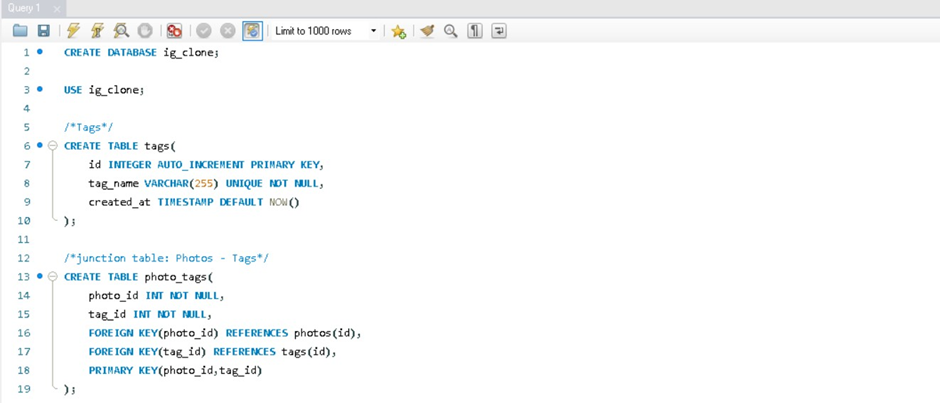 Query 1
Limit to 1000 rows
1 CREATE DATABASE ig_clone;
2
3 USE ig_clone;
4
5 /*Tags*/
6 CREATE TABLE tags(
7 id INTEGER AUTO_INCREMENT PRIMARY KEY,
8 tag_name VARCHAR(255) UNIQUE NOT NULL,
9 created_at TIMESTAMP DEFAULT NOW()
10 );
11
12 /*junction table: Photos - Tags*/
13 CREATE TABLE photo_tags(
14 photo_id INT NOT NULL,
15 tag_id INT NOT NULL,
16 FOREIGN KEY(photo_id) REFERENCES photos(id),
17 FOREIGN KEY(tag_id) REFERENCES tags(id),
18 PRIMARY KEY(photo_id,tag_id)
19 );